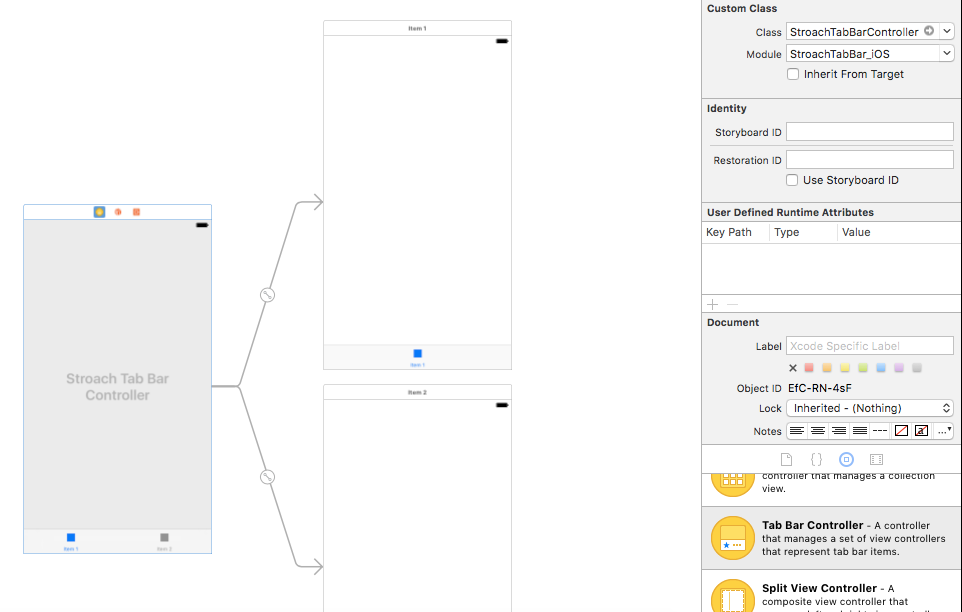 Item 1
Item 1
Item 2
Stroach Tab Bar
Controller
Item 1
Item 2
Custom Class
Class StroachTabBarController
Module StroachTabBar_iOS
Inherit From Target
Identity
Storyboard ID
Restoration ID
Use Storyboard ID
User Defined Runtime Attributes
Key Path Type Value
Document
Label Xcode Specific Label
Object ID EfC-RN-4sF
Lock Inherited - (Nothing)
Notes
controller that manages a collection
view.
Tab Bar Controller - A controller
that manages a set of view controllers
that represent tab bar items.
Split View Controller - A
composite view controller that